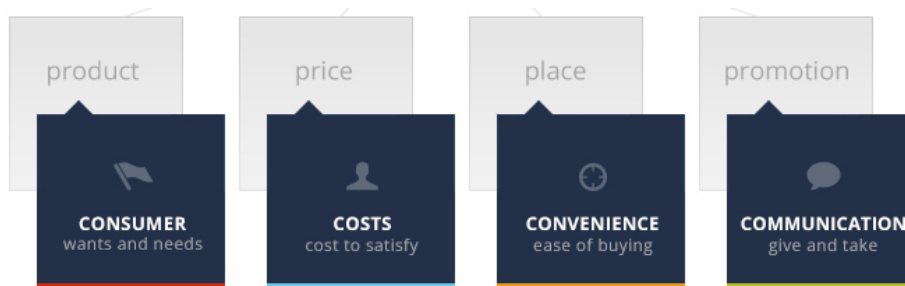 product
price
place
promotion
CONSUMER
wants and needs
COSTS
cost to satisfy
CONVENIENCE
ease of buying
COMMUNICATION
give and take